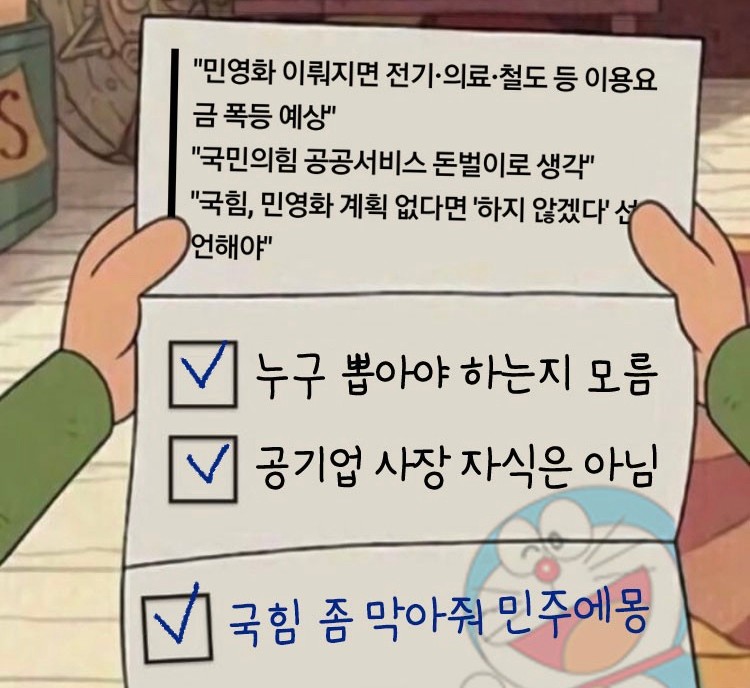 "민영화 이뤄지면 전기·의료·철도 등 이용요
금 폭등 예상"
"국민의힘 공공서비스 돈벌이로 생각"
"국힘, 민영화 계획 없다면 '하지 않겠다' 선
언해야"
누구 뽑아야 하는지 모름
공기업 사장 자식은 아님
국힘 좀 막아줘 민주에몽